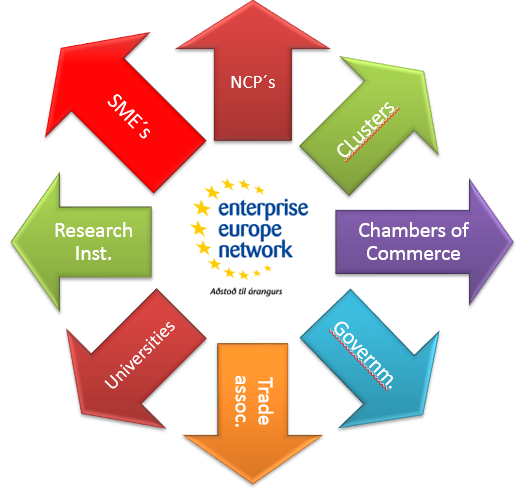 NCP´s
CLusters
Chambers of
Commerce
Governm.
Trade
assoc.
Universities
Research
Inst.
SME´s
enterprise
europe
network
Aðstoð til árangurs